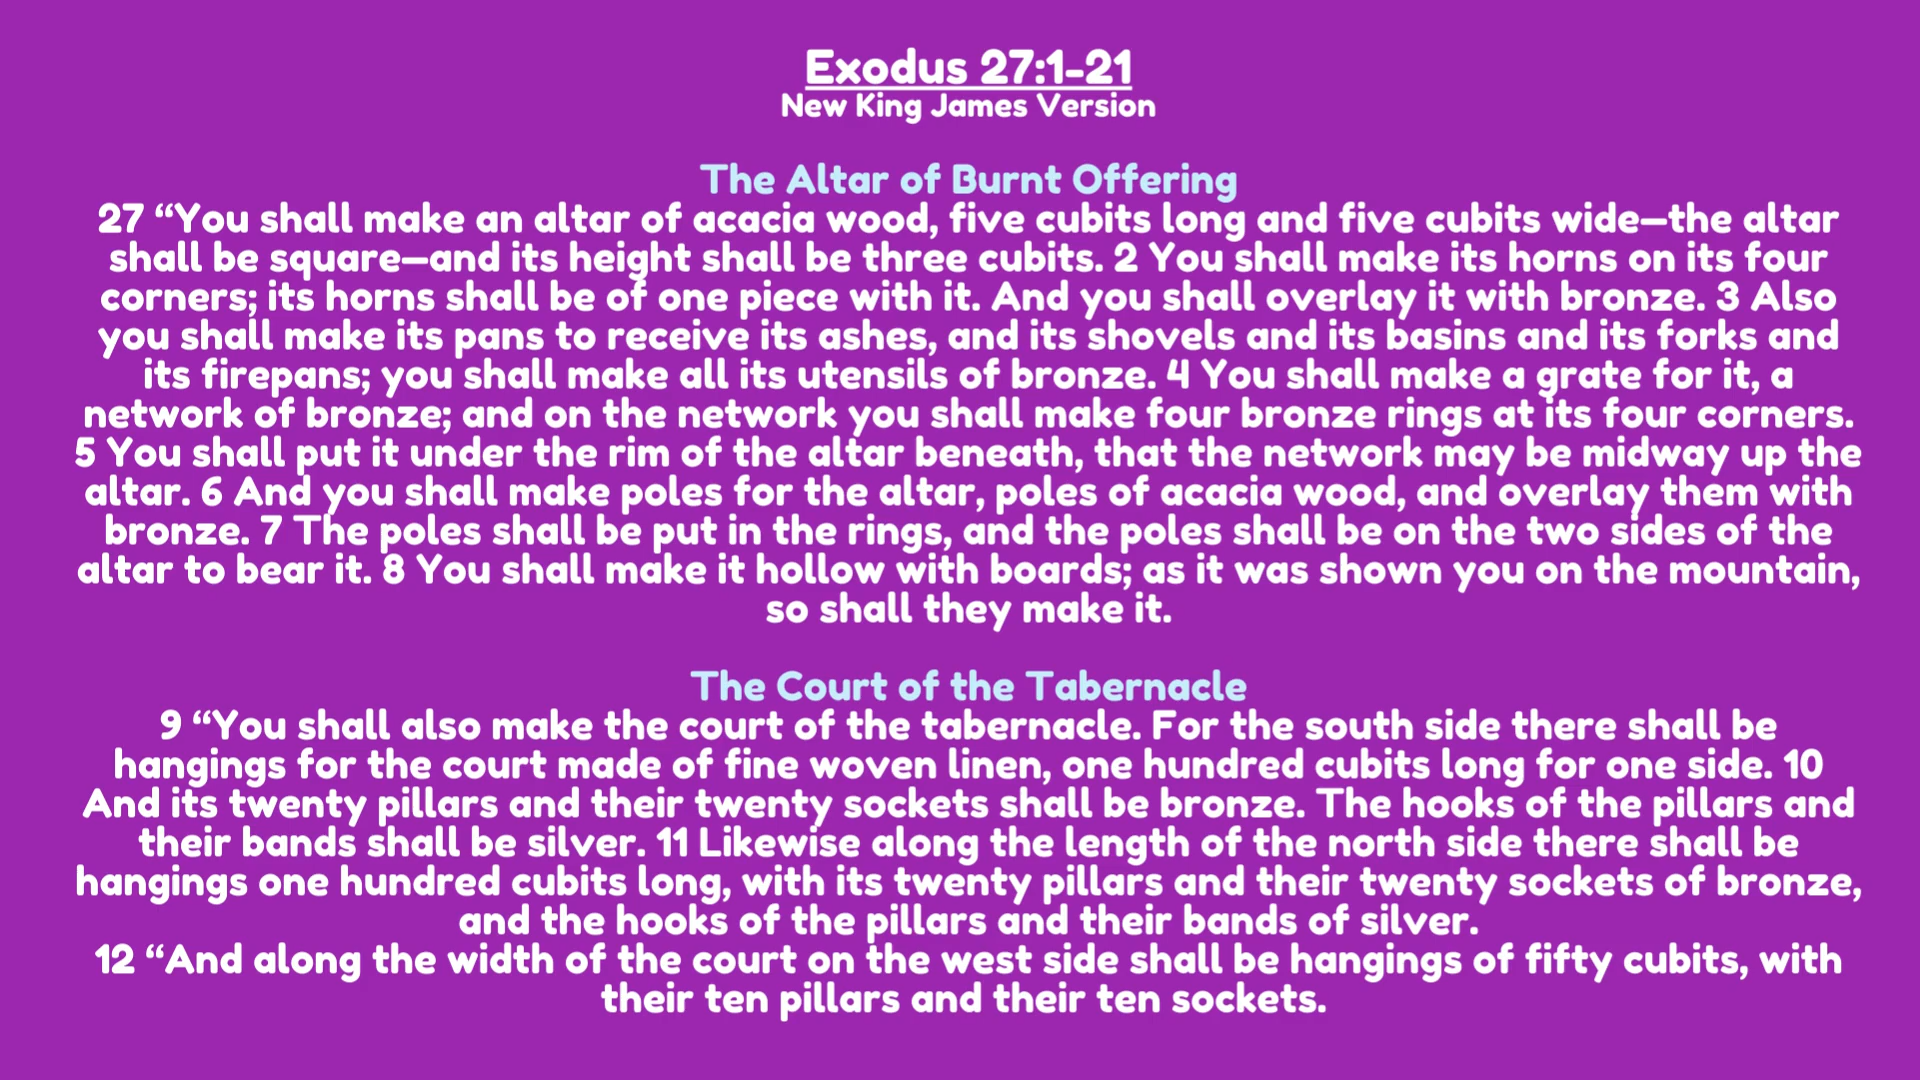 Exodus 27:1-21
New King James Version
The Altar of Burnt Offering
27 “You shall make an altar of acacia wood, five cubits long and five cubits wide—the altar
shall be square—and its height shall be three cubits. 2 You shall make its horns on its four
corners; its horns shall be of one piece with it. And you shall overlay it with bronze. 3 Also
you shall make its pans to receive its ashes, and its shovels and its basins and its forks and
its firepans; you shall make all its utensils of bronze. 4 You shall make a grate for it, a
network of bronze; and on the network you shall make four bronze rings at its four corners.
5 You shall put it under the rim of the altar beneath, that the network may be midway up the
altar. 6 And you shall make poles for the altar, poles of acacia wood, and overlay them with
bronze. 7 The poles shall be put in the rings, and the poles shall be on the two sides of the
altar to bear it. 8 You shall make it hollow with boards; as it was shown you on the mountain,
so shall they make it.
The Court of the Tabernacle
9 “You shall also make the court of the tabernacle. For the south side there shall be
hangings for the court made of fine woven linen, one hundred cubits long for one side. 10
And its twenty pillars and their twenty sockets shall be bronze. The hooks of the pillars and
their bands shall be silver. 11 Likewise along the length of the north side there shall be
hangings one hundred cubits long, with its twenty pillars and their twenty sockets of bronze,
and the hooks of the pillars and their bands of silver.
12 “And along the width of the court on the west side shall be hangings of fifty cubits, with
their ten pillars and their ten sockets.